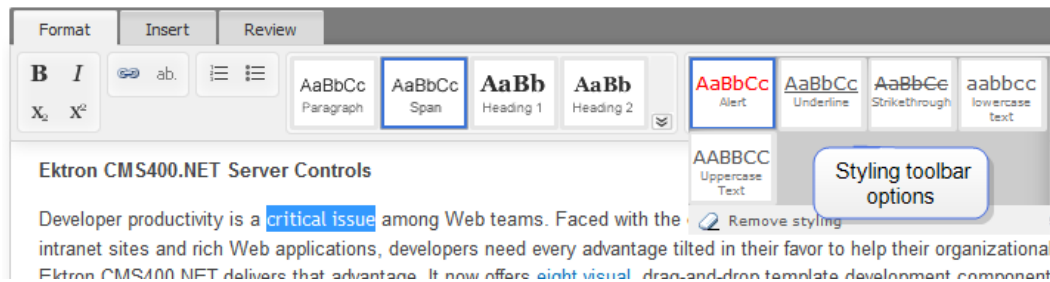 Format Insert Review
B I ab.
X₂ X²
AaBbCc AaBbCc AaBb AaBb
Paragraph Span Heading 1 Heading 2
AaBbCc AaBbCc AaBbCc aabbcc
Alert Underline Strikethrough lowercase
text
AABBCC
Uppercase
Text
Styling toolbar
options
Remove styling
Ektron CMS400.NET Server Controls
Developer productivity is a critical issue among Web teams. Faced with the
intranet sites and rich Web applications, developers need every advantage tilted in their favor to help their organizational
Ektron CMS400.NET delivers that advantage. It now offers eight visual, drag-and-drop template development component